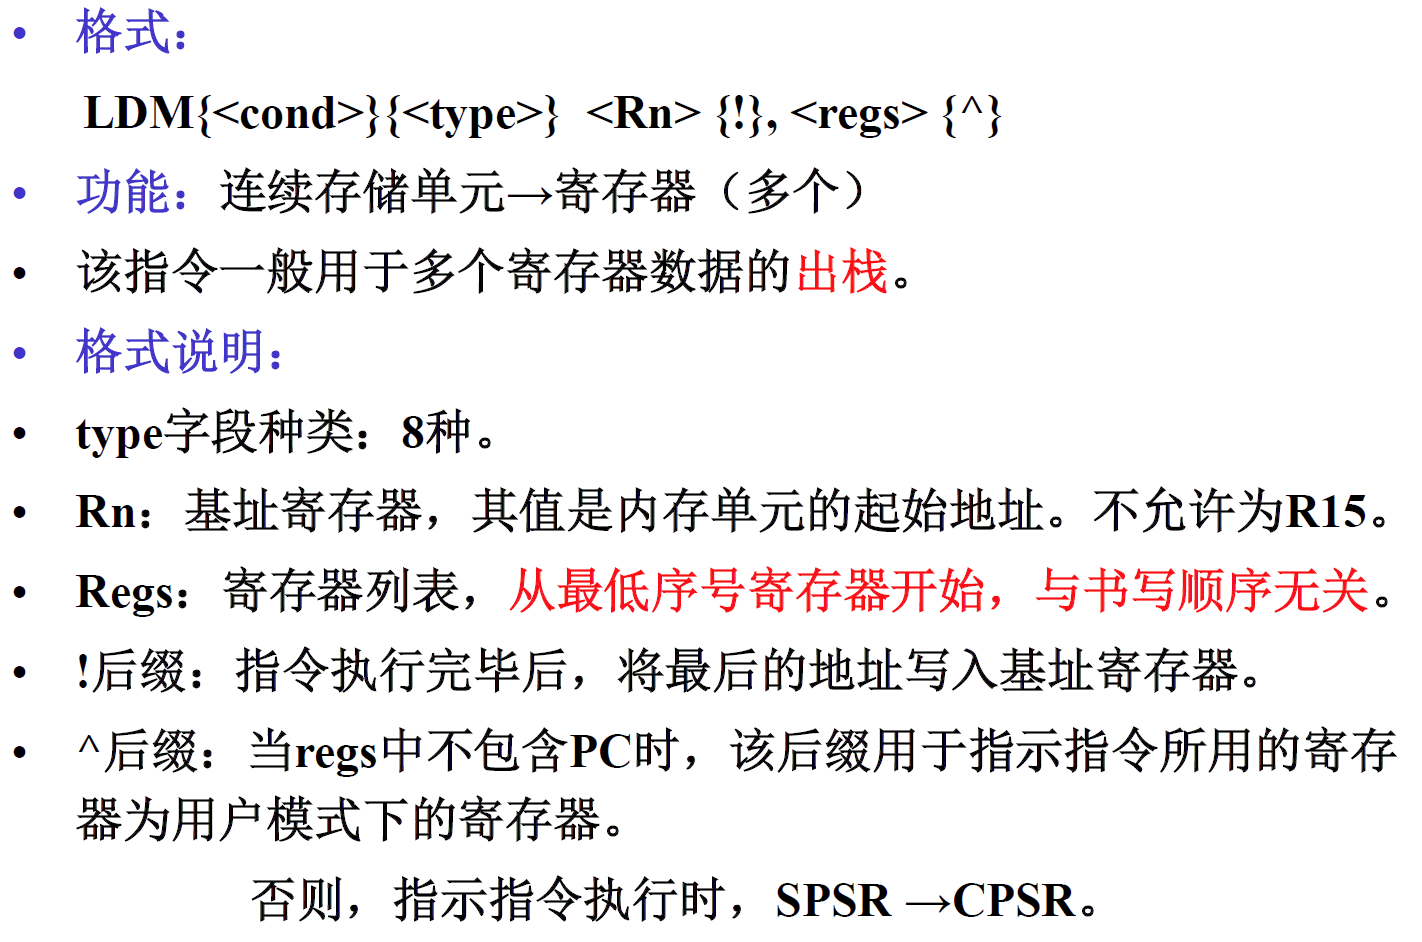 • 格式：
LDM{<cond>}{<type>} <Rn> {!}, <regs> {^}
• 功能：连续存储单元→寄存器（多个）
• 该指令一般用于多个寄存器数据的出栈。
• 格式说明：
• type字段种类：8种。
• Rn：基址寄存器，其值是内存单元的起始地址。不允许为R15。
• Regs：寄存器列表，从最低序号寄存器开始，与书写顺序无关。
• !后缀：指令执行完毕后，将最后的地址写入基址寄存器。
• ^后缀：当regs中不包含PC时，该后缀用于指示指令所用的寄存
器为用户模式下的寄存器。
否则，指示指令执行时，SPSR →CPSR。